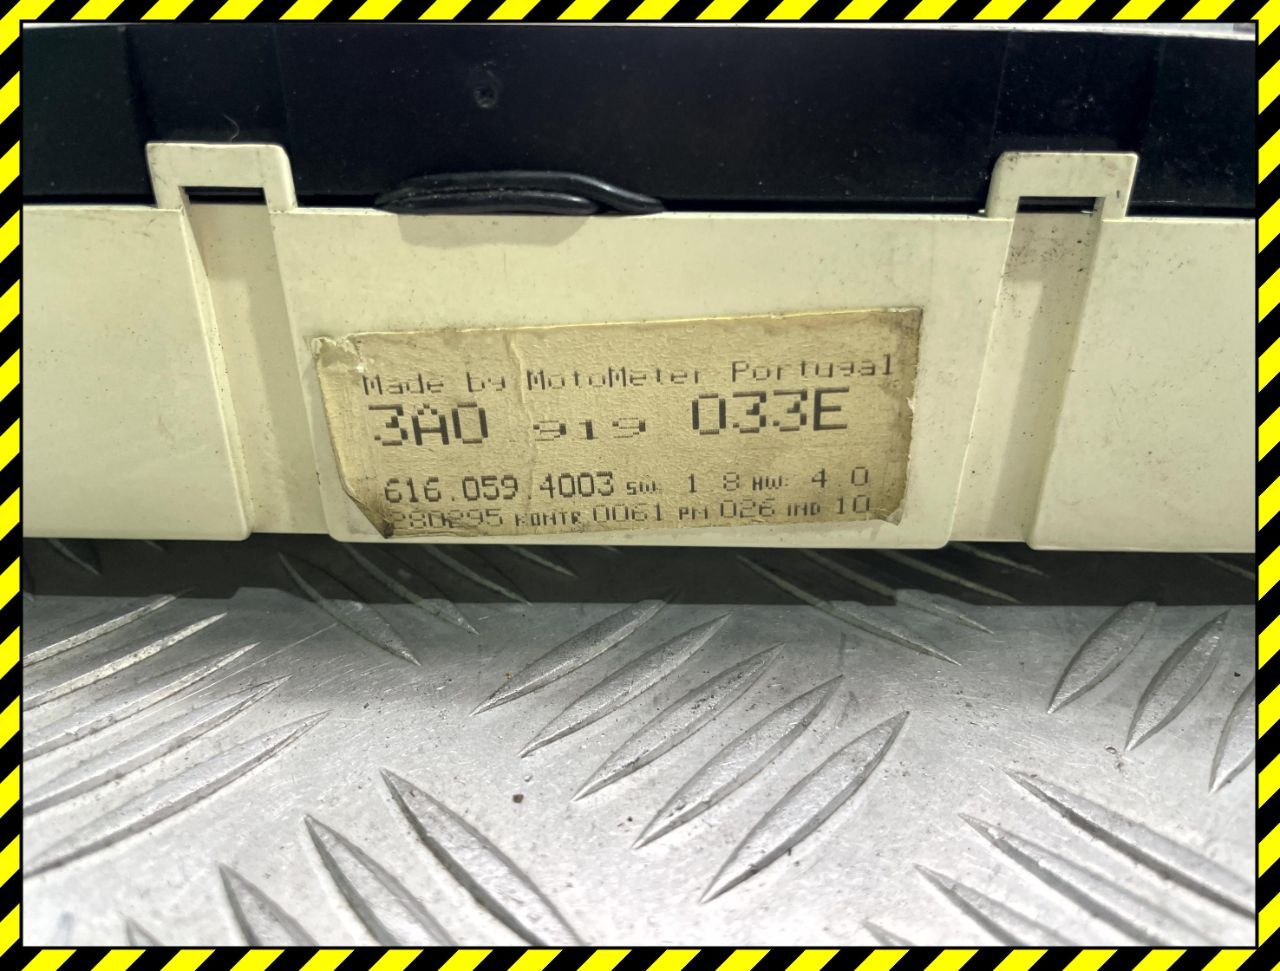 Made by MotoMeter Portugal
3A0 919 033E
616.059 4003 SW: 1 8 HW: 4 0
280295 KONTR 0061 PM 026 IND 10